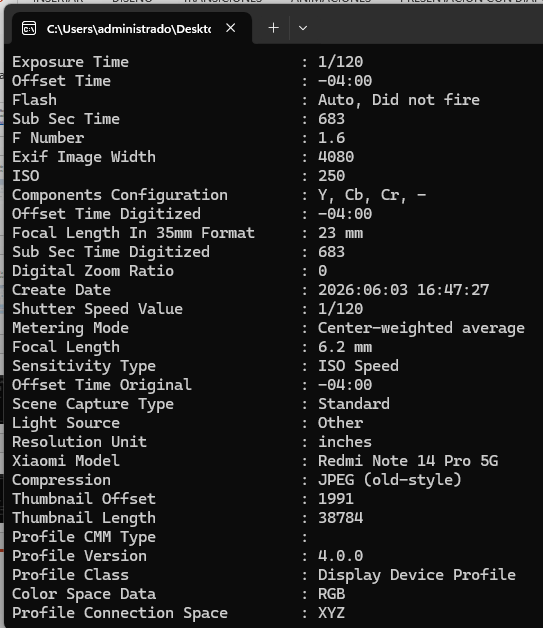 INSERTAR DISEÑO TRANSICIONES ANIMACIONES PRESENTACIÓN CON
C:\Users\administrado\Deskto
Exposure Time : 1/120
Offset Time : -04:00
Flash : Auto, Did not fire
Sub Sec Time : 683
F Number : 1.6
Exif Image Width : 4080
ISO : 250
Components Configuration : Y, Cb, Cr, -
Offset Time Digitized : -04:00
Focal Length In 35mm Format : 23 mm
Sub Sec Time Digitized : 683
Digital Zoom Ratio : 0
Create Date : 2026:06:03 16:47:27
Shutter Speed Value : 1/120
Metering Mode : Center-weighted average
Focal Length : 6.2 mm
Sensitivity Type : ISO Speed
Offset Time Original : -04:00
Scene Capture Type : Standard
Light Source : Other
Resolution Unit : inches
Xiaomi Model : Redmi Note 14 Pro 5G
Compression : JPEG (old-style)
Thumbnail Offset : 1991
Thumbnail Length : 38784
Profile CMM Type :
Profile Version : 4.0.0
Profile Class : Display Device Profile
Color Space Data : RGB
Profile Connection Space : XYZ